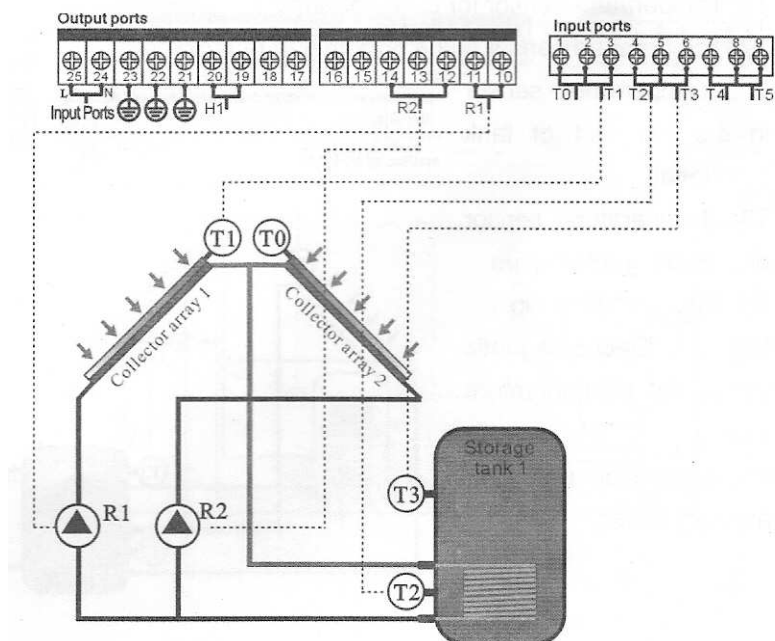 Output ports
Input ports
25 24 23 22 21 20 19 18 17
16 15 14 13 12 11 10
1 2 3 4 5 6 7 8 9
L N
Input Ports
H1
R2
R1
T0 T1 T2 T3 T4 T5
T1
T0
Collector array 1
Collector array 2
Storage
tank 1
T3
R1
R2
T2